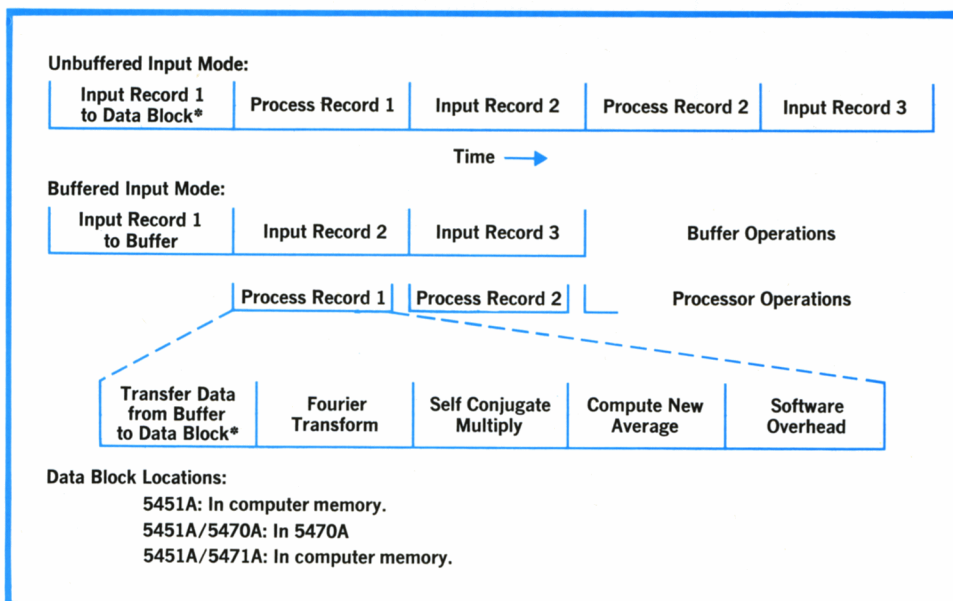 Unbuffered Input Mode:
Input Record 1
to Data Block*
Process Record 1
Input Record 2
Process Record 2
Input Record 3
Time
Buffered Input Mode:
Input Record 1
to Buffer
Input Record 2
Input Record 3
Buffer Operations
Process Record 1
Process Record 2
Processor Operations
Transfer Data
from Buffer
to Data Block*
Fourier
Transform
Self Conjugate
Multiply
Compute New
Average
Software
Overhead
Data Block Locations:
5451A: In computer memory.
5451A/5470A: In 5470A
5451A/5471A: In computer memory.